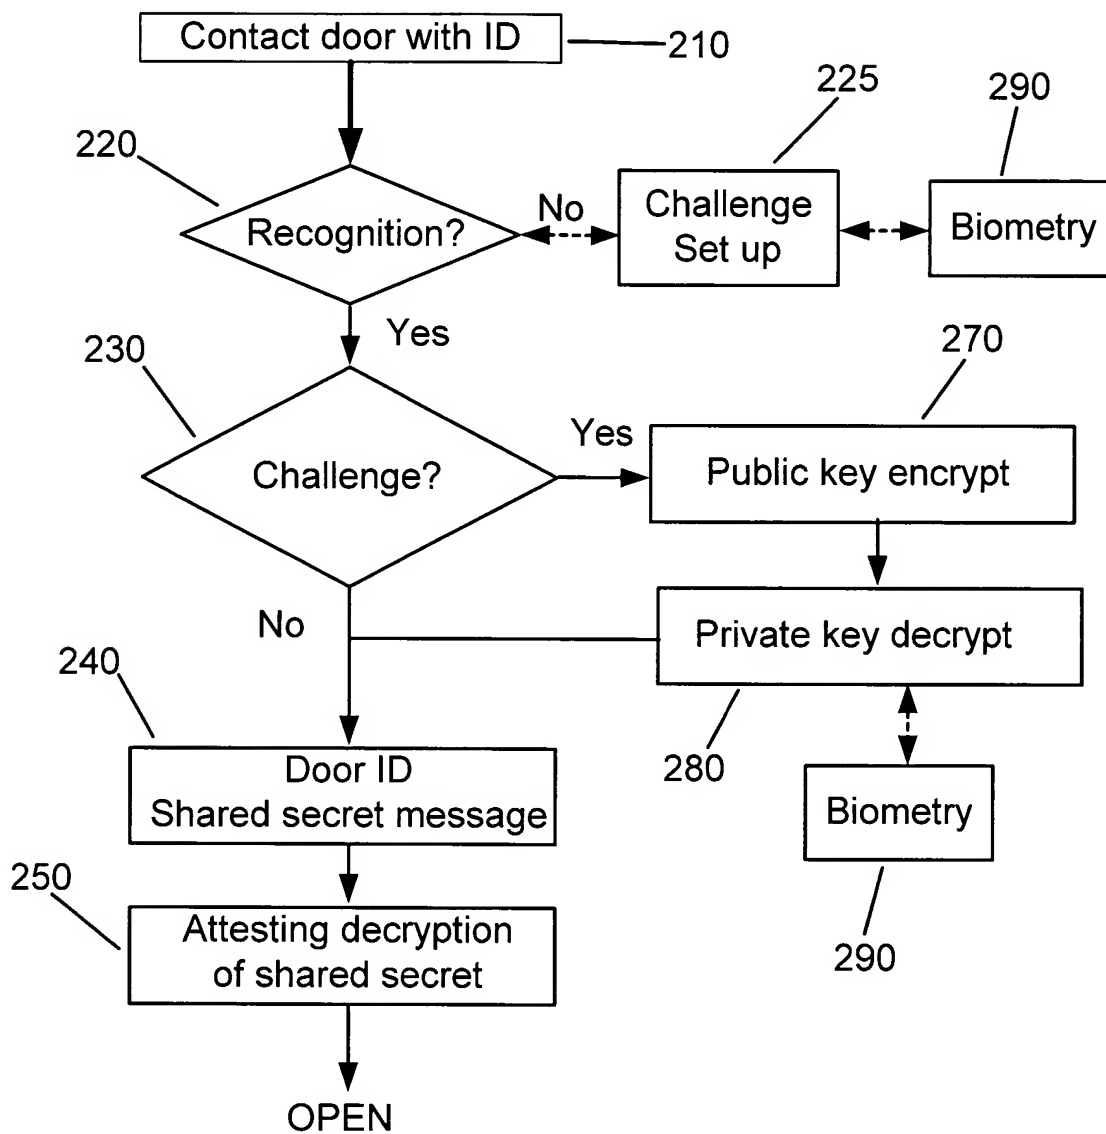 Contact door with ID
210
225
290
220
Recognition?
No
Challenge
Set up
Biometry
Yes
230
270
Challenge?
Yes
Public key encrypt
No
Private key decrypt
240
280
Door ID
Shared secret message
Biometry
250
290
Attesting decryption
of shared secret
OPEN